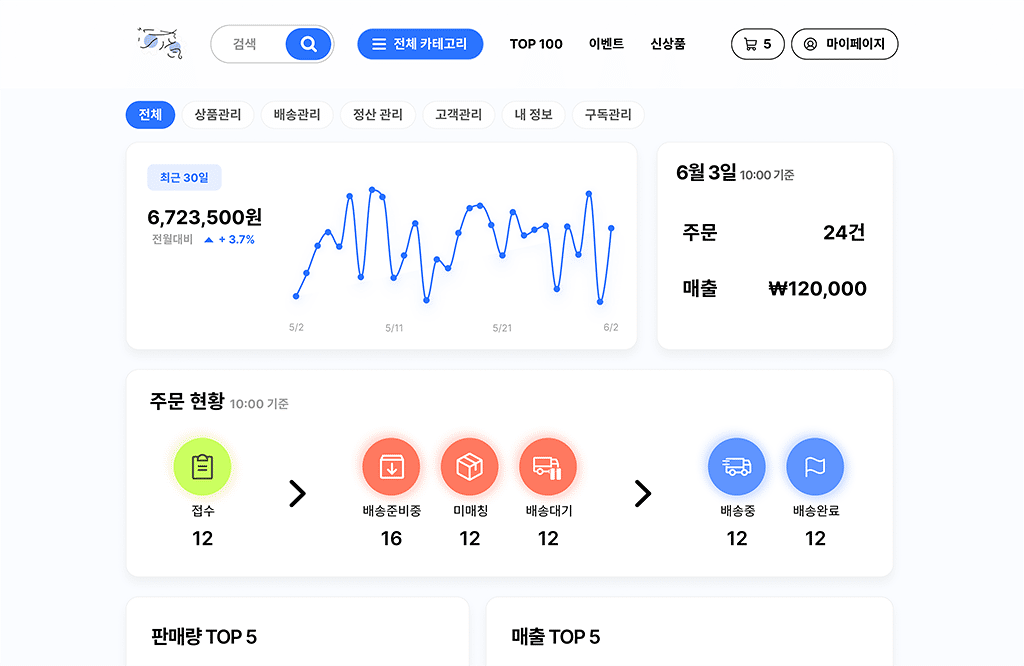 검색
전체 카테고리
TOP 100
이벤트
신상품
5
마이페이지
전체
상품관리
배송관리
정산 관리
고객관리
내 정보
구독관리
최근 30일
6,723,500원
전월대비 ▲ + 3.7%
5/2
5/11
5/21
6/2
6월 3일 10:00 기준
주문 24건
매출 ₩120,000
주문 현황 10:00 기준
접수
12
배송준비중
16
미매칭
12
배송대기
12
배송중
12
배송완료
12
판매량 TOP 5
매출 TOP 5